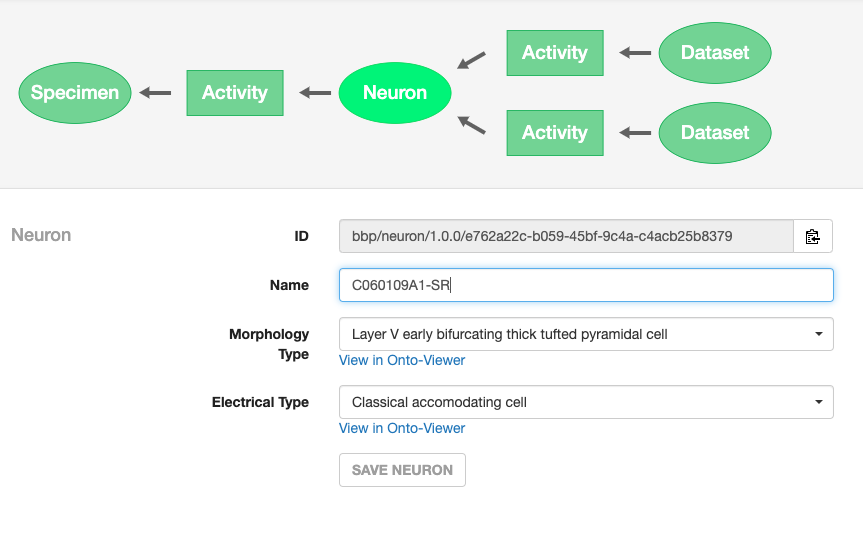 Activity
Dataset
Specimen
Activity
Neuron
Activity
Dataset
Neuron
ID
bbp/neuron/1.0.0/e762a22c-b059-45bf-9c4a-c4acb25b8379
Name
C060109A1-SR
Morphology
Type
Layer V early bifurcating thick tufted pyramidal cell
View in Onto-Viewer
Electrical Type
Classical accomodating cell
View in Onto-Viewer
SAVE NEURON